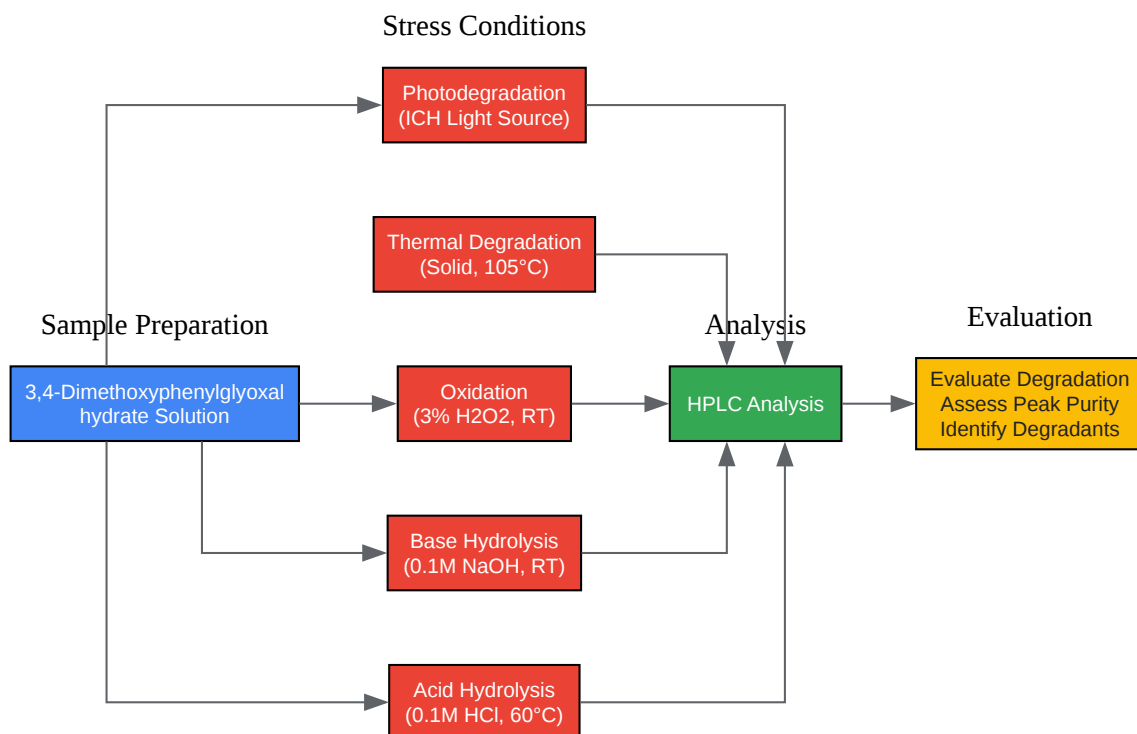 Stress Conditions
Photodegradation
(ICH Light Source)
Thermal Degradation
(Solid, 105°C)
Sample Preparation
Analysis
Evaluation
3,4-Dimethoxyphenylglyoxal
hydrate Solution
Oxidation
(3% H2O2, RT)
HPLC Analysis
Evaluate Degradation
Assess Peak Purity
Identify Degradants
Base Hydrolysis
(0.1M NaOH, RT)
Acid Hydrolysis
(0.1M HCl, 60°C)